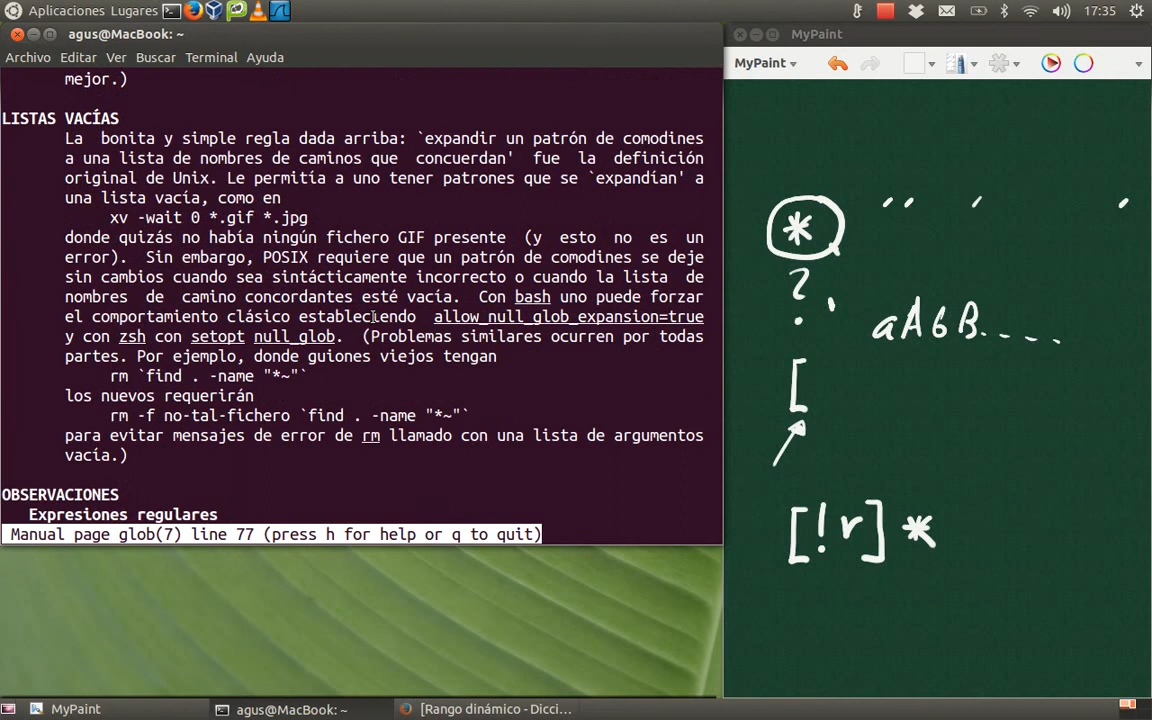 Aplicaciones Lugares 17:35
agus@MacBook: ~
Archivo Editar Ver Buscar Terminal Ayuda
mejor.)
LISTAS VACÍAS
La bonita y simple regla dada arriba: `expandir un patrón de comodines
a una lista de nombres de caminos que concuerdan' fue la definición
original de Unix. Le permitía a uno tener patrones que se `expandían' a
una lista vacía, como en
xv -wait 0 *.gif *.jpg
donde quizás no había ningún fichero GIF presente (y esto no es un
error). Sin embargo, POSIX requiere que un patrón de comodines se deje
sin cambios cuando sea sintácticamente incorrecto o cuando la lista de
nombres de camino concordantes esté vacía. Con bash uno puede forzar
el comportamiento clásico estableciendo allow_null_glob_expansion=true
y con zsh con setopt null_glob. (Problemas similares ocurren por todas
partes. Por ejemplo, donde guiones viejos tengan
rm `find . -name "*~"`
los nuevos requerirán
rm -f no-tal-fichero `find . -name "*~"`
para evitar mensajes de error de rm llamado con una lista de argumentos
vacía.)
OBSERVACIONES
Expresiones regulares
Manual page glob(7) line 77 (press h for help or q to quit)
MyPaint
MyPaint
*
?
aAbB....
[
[!r]*
MyPaint
agus@MacBook: ~
[Rango dinámico - Dicci...